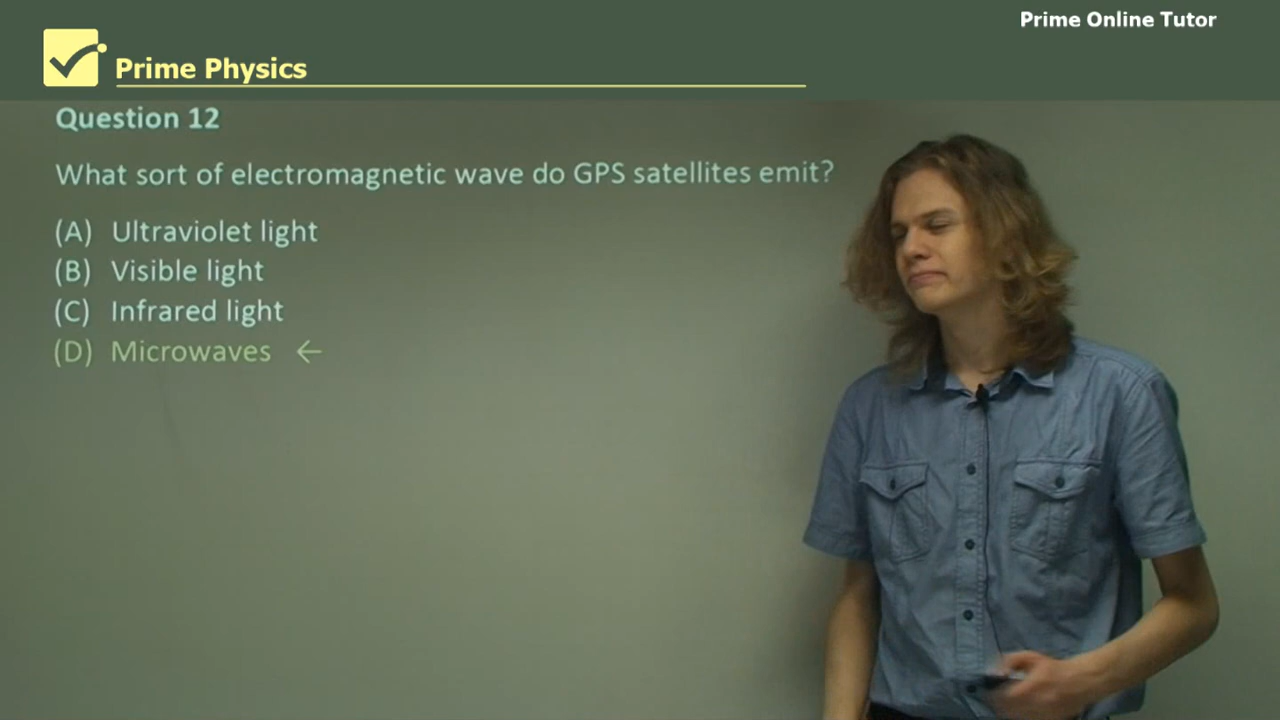 Prime Online Tutor
Prime Physics
Question 12
What sort of electromagnetic wave do GPS satellites emit?
(A) Ultraviolet light
(B) Visible light
(C) Infrared light
(D) Microwaves ←